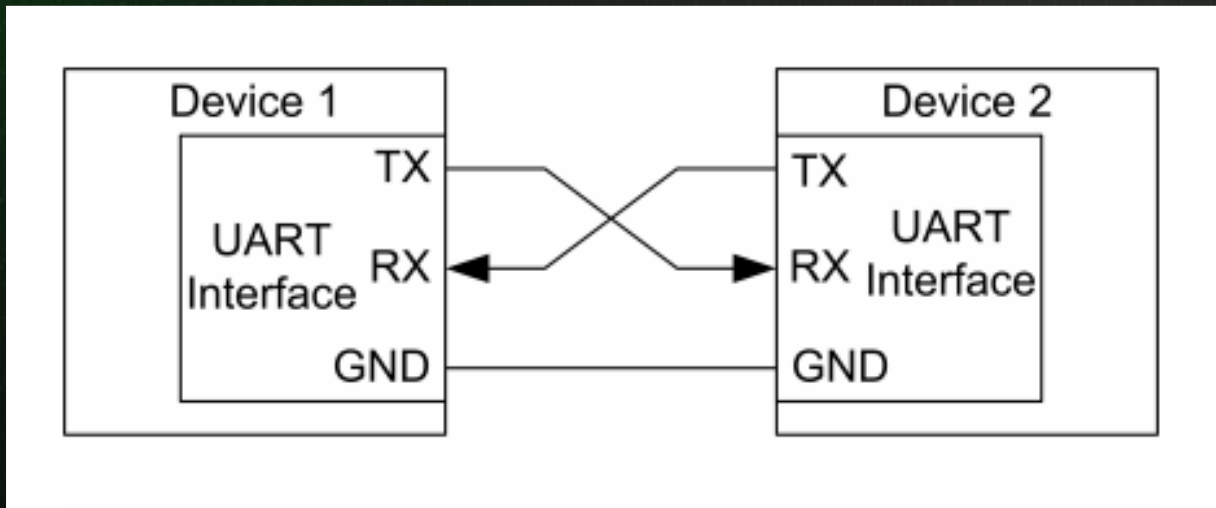 Device 1
TX
UART
Interface
RX
GND
Device 2
TX
UART
Interface
RX
GND